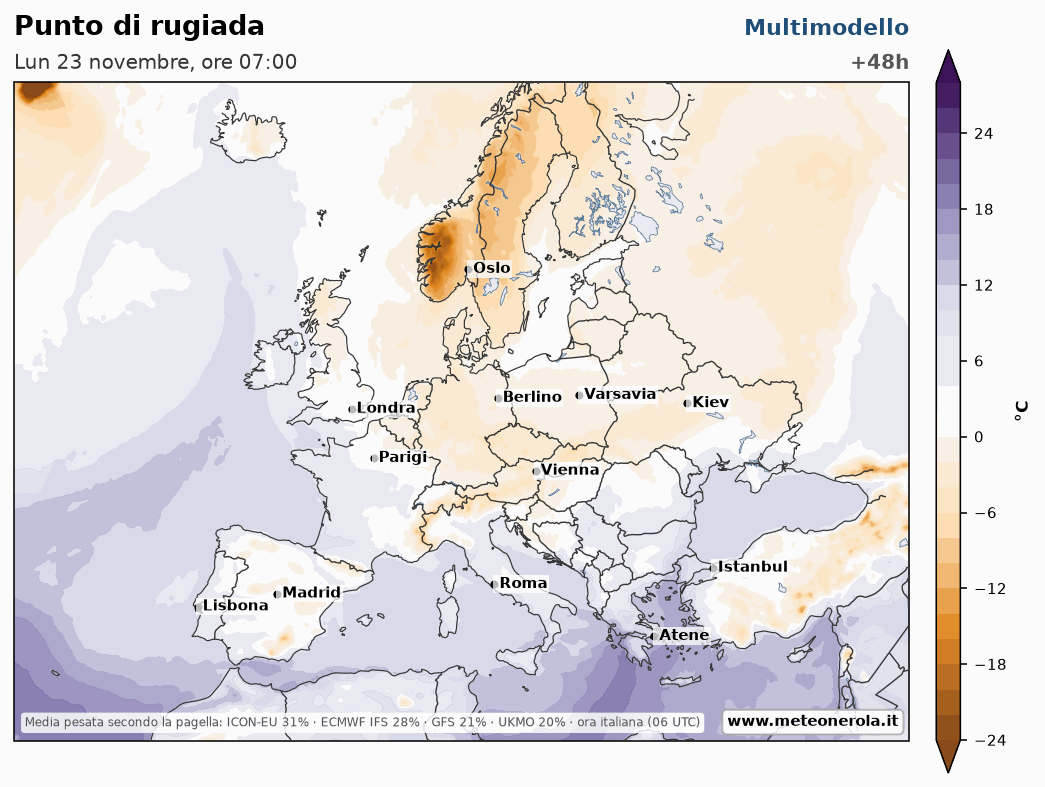 Punto di rugiada
Multimodello
Lun 23 novembre, ore 07:00
+48h
Oslo
Londra
Berlino
Varsavia
Kiev
Parigi
Vienna
Istanbul
Roma
Madrid
Lisbona
Atene
Media pesata secondo la pagella: ICON-EU 31% · ECMWF IFS 28% · GFS 21% · UKMO 20% · ora italiana (06 UTC)
www.meteonerola.it
24
18
12
6
0
−6
−12
−18
−24
°C